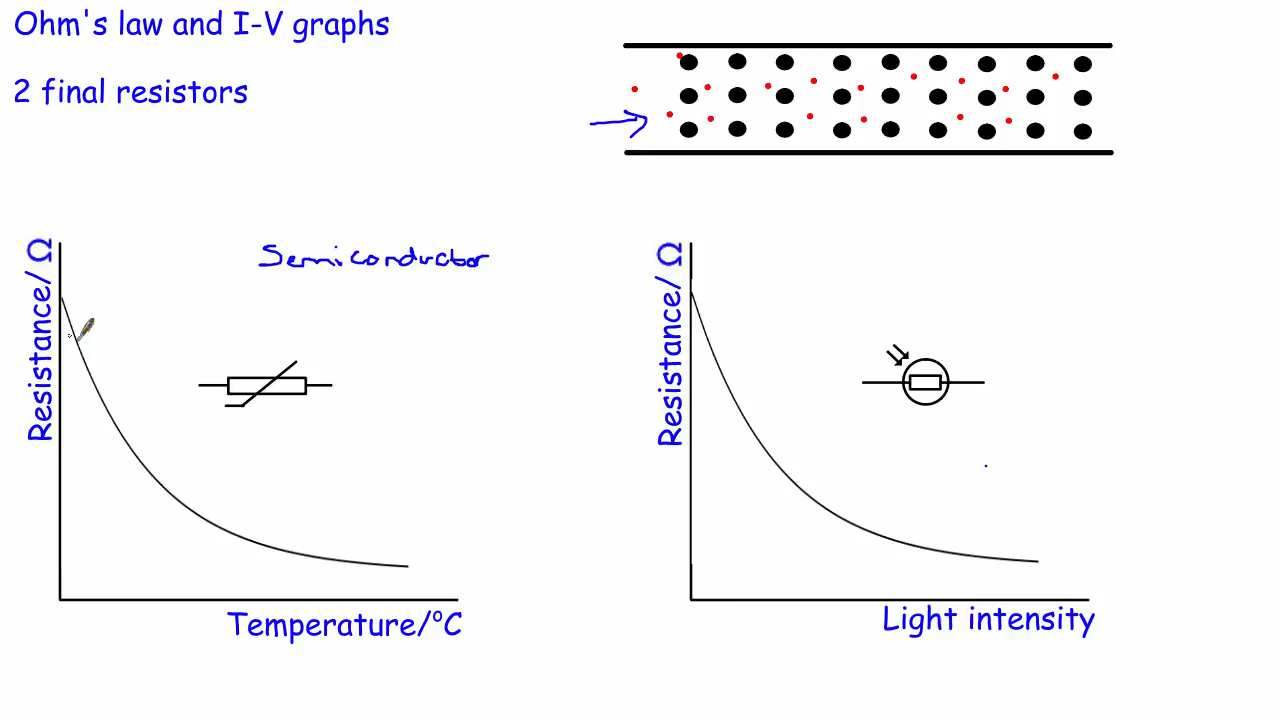 Ohm's law and I-V graphs
2 final resistors
Semiconductor
Resistance/ Ω
Temperature/°C
Resistance/ Ω
Light intensity